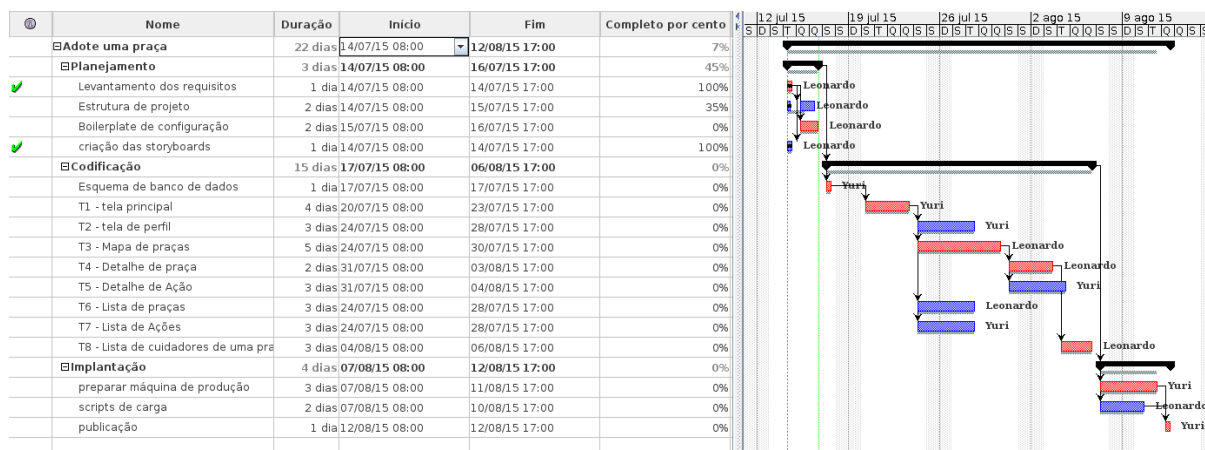 Nome Duração Início Fim Completo por cento 12 jul 15 19 jul 15 26 jul 15 2 ago 15 9 ago 15
S D S T Q Q S S D S T Q Q S S D S T Q Q S S D S T Q Q S S D S T Q Q S S
Adote uma praça 22 dias 14/07/15 08:00 12/08/15 17:00 7%
Planejamento 3 dias 14/07/15 08:00 16/07/15 17:00 45%
Levantamento dos requisitos 1 dia 14/07/15 08:00 14/07/15 17:00 100% Leonardo
Estrutura de projeto 2 dias 14/07/15 08:00 15/07/15 17:00 35% Leonardo
Boilerplate de configuração 2 dias 15/07/15 08:00 16/07/15 17:00 0% Leonardo
criação das storyboards 1 dia 14/07/15 08:00 14/07/15 17:00 100% Leonardo
Codificação 15 dias 17/07/15 08:00 06/08/15 17:00 0%
Esquema de banco de dados 1 dia 17/07/15 08:00 17/07/15 17:00 0% Yuri
T1 - tela principal 4 dias 20/07/15 08:00 23/07/15 17:00 0% Yuri
T2 - tela de perfil 3 dias 24/07/15 08:00 28/07/15 17:00 0% Yuri
T3 - Mapa de praças 5 dias 24/07/15 08:00 30/07/15 17:00 0% Leonardo
T4 - Detalhe de praça 2 dias 31/07/15 08:00 03/08/15 17:00 0% Leonardo
T5 - Detalhe de Ação 3 dias 31/07/15 08:00 04/08/15 17:00 0% Yuri
T6 - Lista de praças 3 dias 24/07/15 08:00 28/07/15 17:00 0% Leonardo
T7 - Lista de Ações 3 dias 24/07/15 08:00 28/07/15 17:00 0% Yuri
T8 - Lista de cuidadores de uma pra 3 dias 04/08/15 08:00 06/08/15 17:00 0% Leonardo
Implantação 4 dias 07/08/15 08:00 12/08/15 17:00 0%
preparar máquina de produção 3 dias 07/08/15 08:00 11/08/15 17:00 0% Yuri
scripts de carga 2 dias 07/08/15 08:00 10/08/15 17:00 0% Leonardo
publicação 1 dia 12/08/15 08:00 12/08/15 17:00 0% Yuri